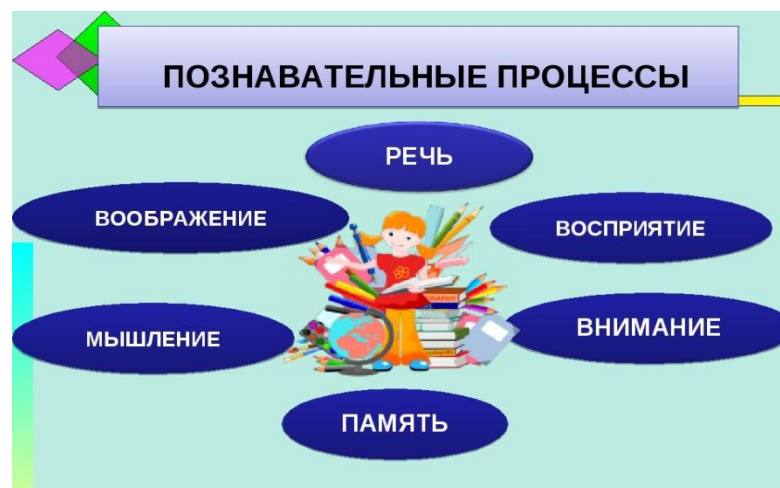 ПОЗНАВАТЕЛЬНЫЕ ПРОЦЕССЫ
РЕЧЬ
ВООБРАЖЕНИЕ
ВОСПРИЯТИЕ
МЫШЛЕНИЕ
ВНИМАНИЕ
ПАМЯТЬ